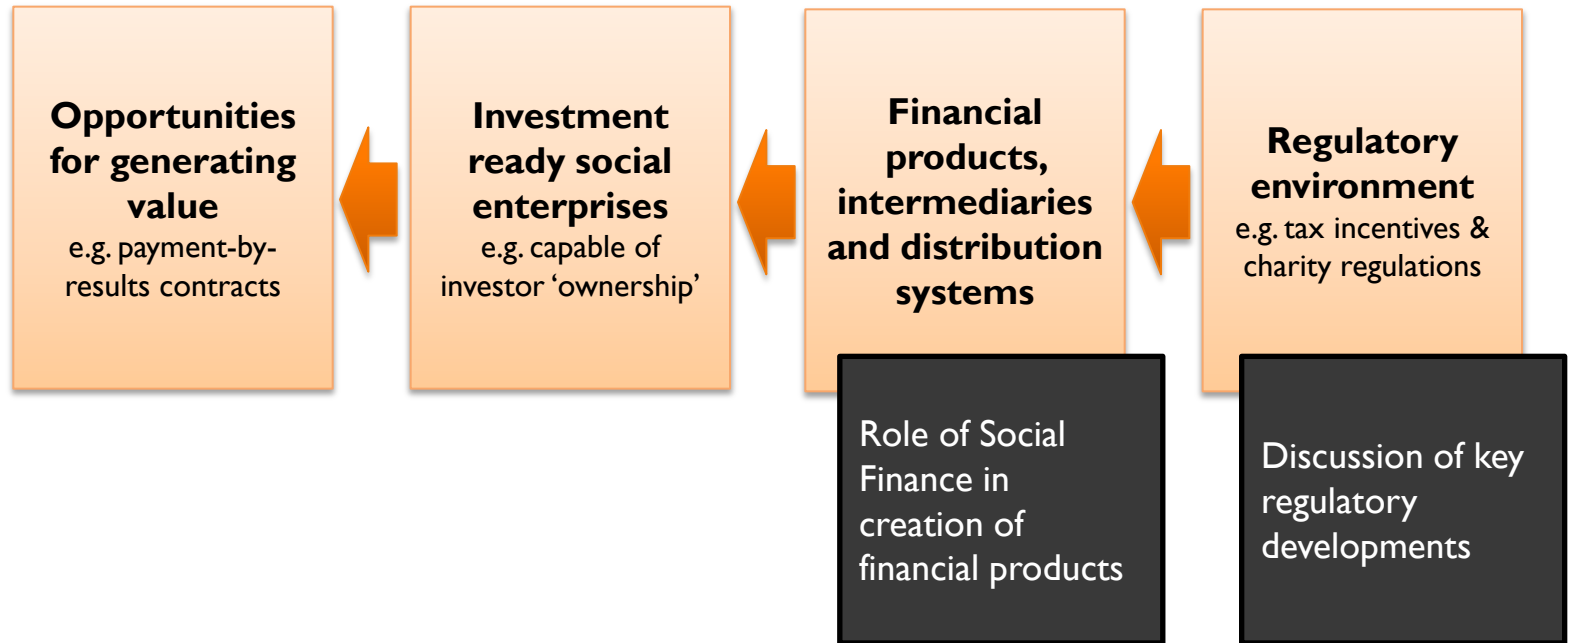 Opportunities
for generating
value
e.g. payment-by-
results contracts
Investment
ready social
enterprises
e.g. capable of
investor ‘ownership’
Financial
products,
intermediaries
and distribution
systems
Regulatory
environment
e.g. tax incentives &
charity regulations
Role of Social
Finance in
creation of
financial products
Discussion of key
regulatory
developments